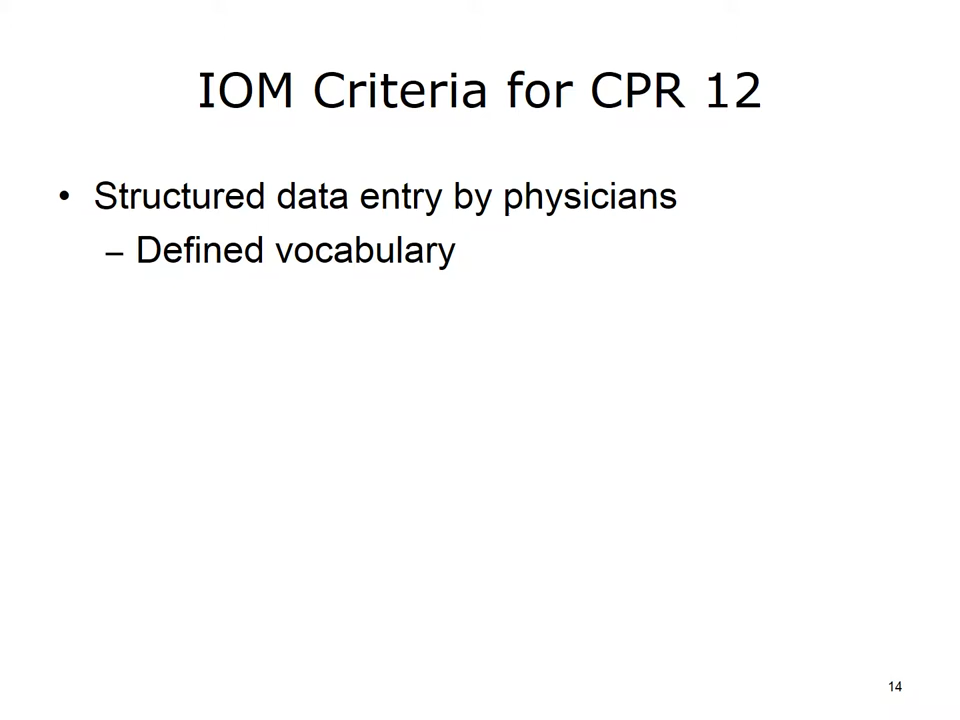 IOM Criteria for CPR 12
• Structured data entry by physicians
– Defined vocabulary
14